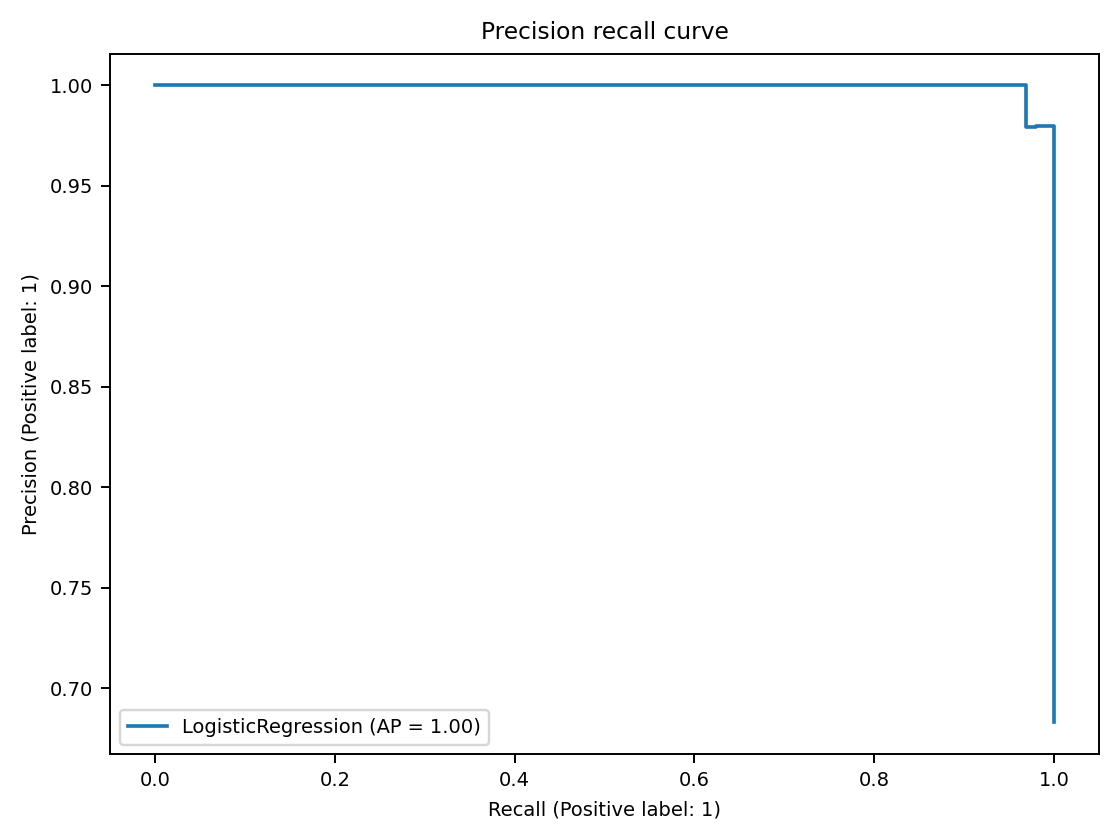 Precision recall curve
1.00
0.95
0.90
0.85
0.80
0.75
0.70
Precision (Positive label: 1)
LogisticRegression (AP = 1.00)
0.0 0.2 0.4 0.6 0.8 1.0
Recall (Positive label: 1)